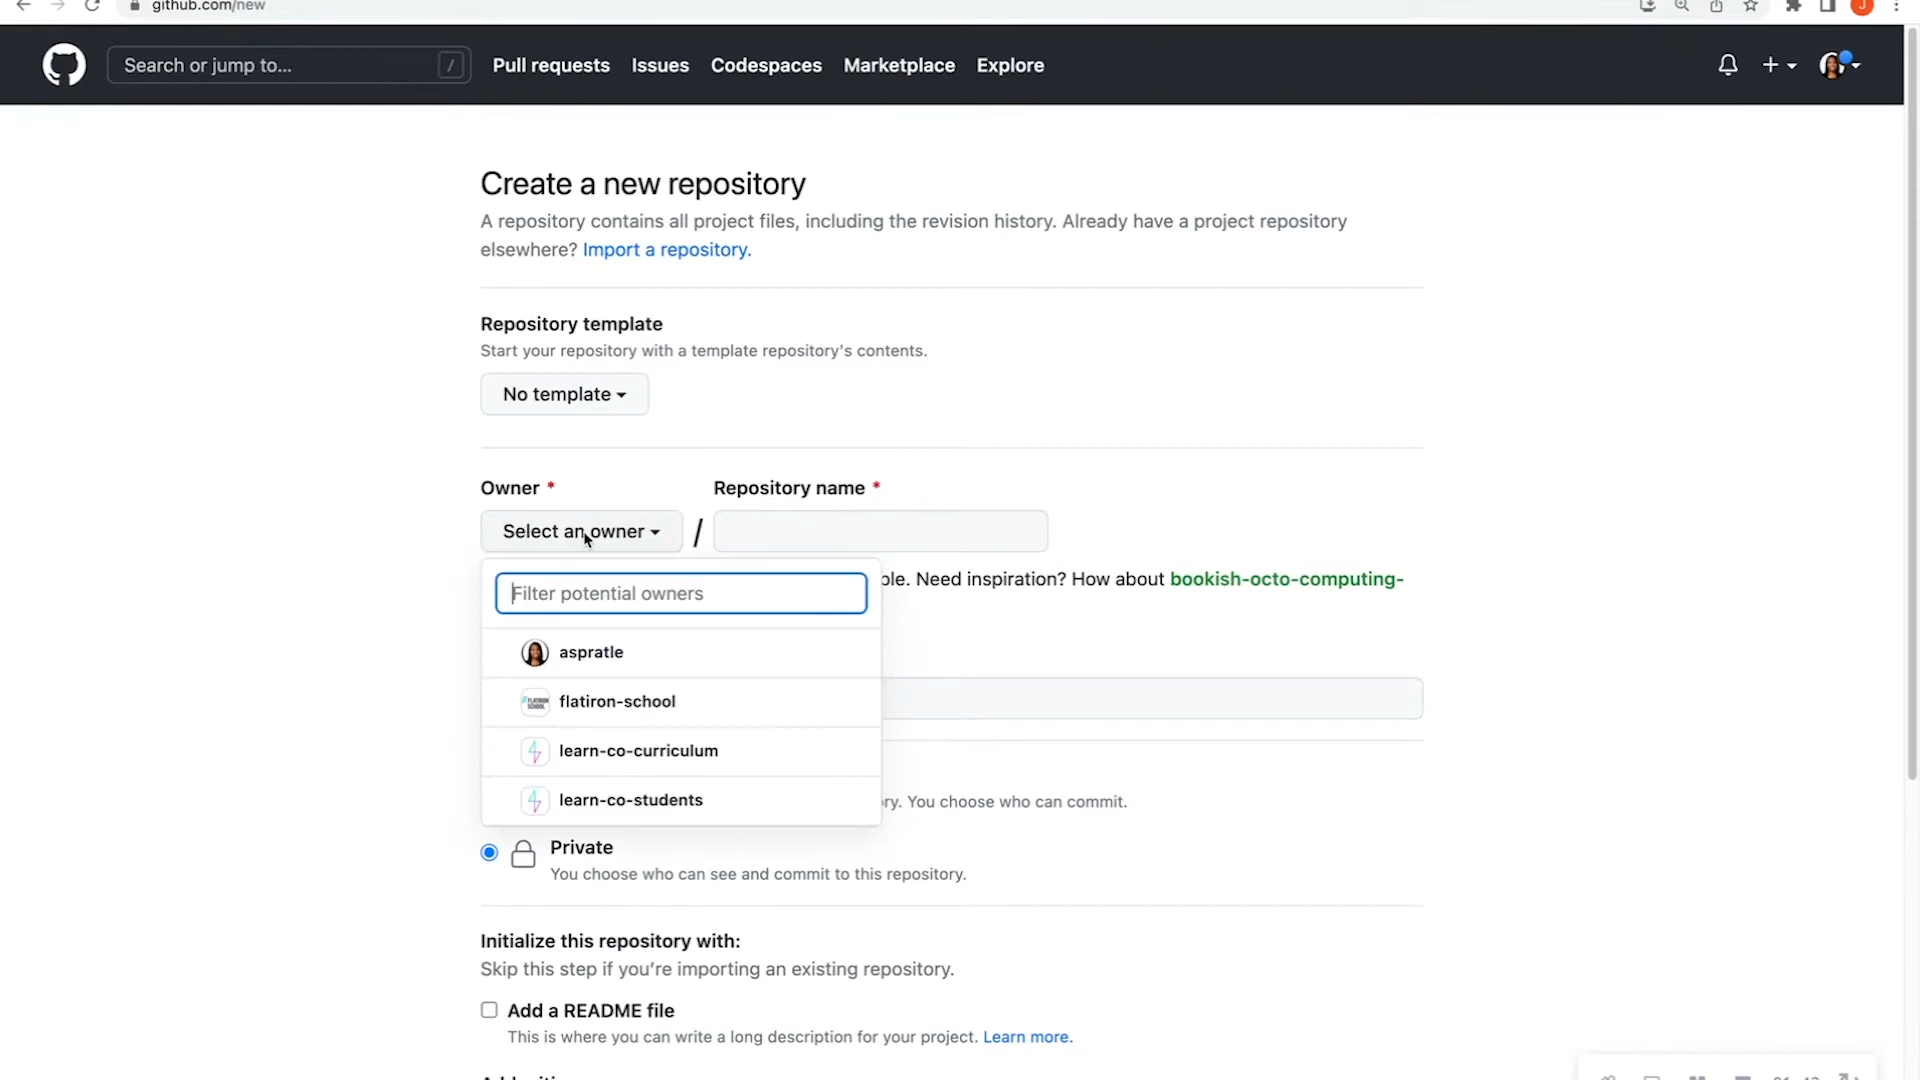 github.com/new
Search or jump to... /
Pull requests Issues Codespaces Marketplace Explore
Create a new repository
A repository contains all project files, including the revision history. Already have a project repository
elsewhere? Import a repository.
Repository template
Start your repository with a template repository's contents.
No template
Owner * Repository name *
Select an owner /
ble. Need inspiration? How about bookish-octo-computing-
Filter potential owners
aspratle
flatiron-school
learn-co-curriculum
learn-co-students
ry. You choose who can commit.
Private
You choose who can see and commit to this repository.
Initialize this repository with:
Skip this step if you're importing an existing repository.
Add a README file
This is where you can write a long description for your project. Learn more.